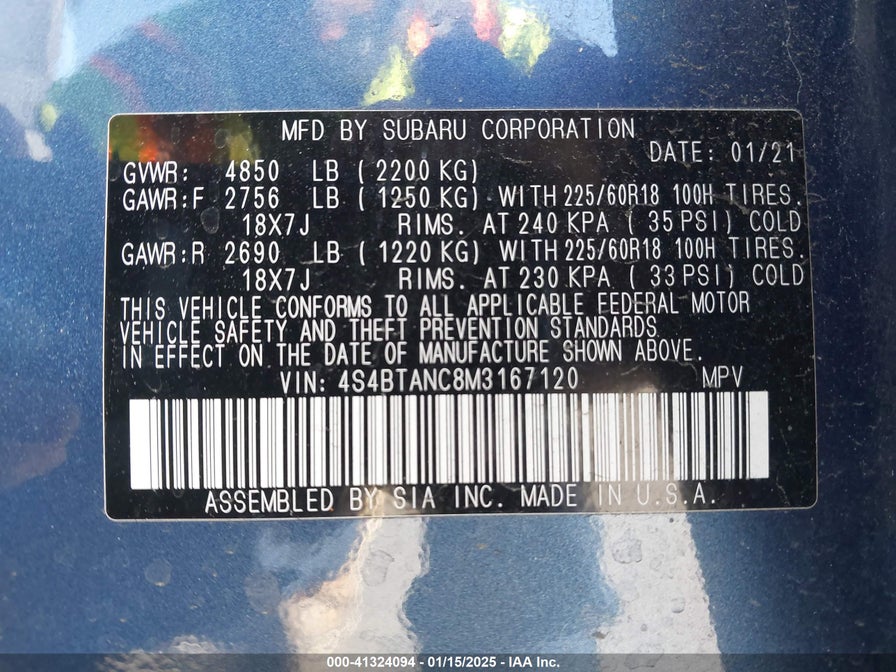 MFD BY SUBARU CORPORATION
DATE: 01/21
GVWR: 4850 LB ( 2200 KG)
GAWR:F 2756 LB ( 1250 KG) WITH 225/60R18 100H TIRES.
18X7J RIMS. AT 240 KPA ( 35 PSI) COLD
GAWR:R 2690 LB ( 1220 KG) WITH 225/60R18 100H TIRES.
18X7J RIMS. AT 230 KPA ( 33 PSI) COLD
THIS VEHICLE CONFORMS TO ALL APPLICABLE FEDERAL MOTOR
VEHICLE SAFETY AND THEFT PREVENTION STANDARDS
IN EFFECT ON THE DATE OF MANUFACTURE SHOWN ABOVE.
VIN: 4S4BTANC8M3167120 MPV
ASSEMBLED BY SIA INC. MADE IN U.S.A.
000-41324094 - 01/15/2025 - IAA Inc.